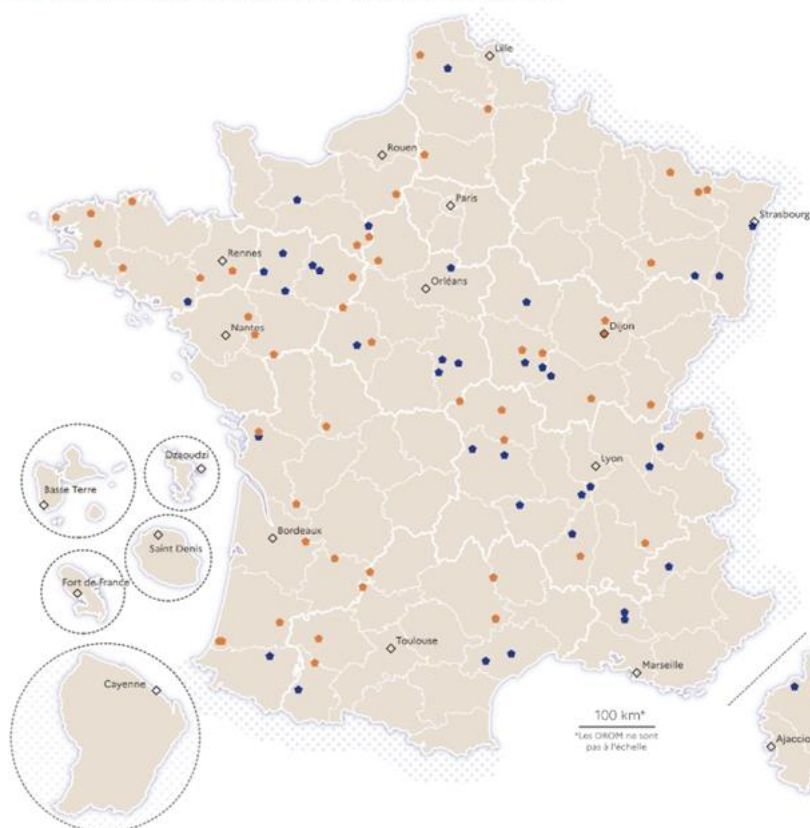 Lille
Rouen
Paris
Strasbourg
Rennes
Orléans
Nantes
Dijon
Lyon
Dzaoudzi
Basse Terre
Saint Denis
Bordeaux
Fort de France
Toulouse
Marseille
Cayenne
100 km*
*Les DROM ne sont
pas à l'échelle
Ajaccio